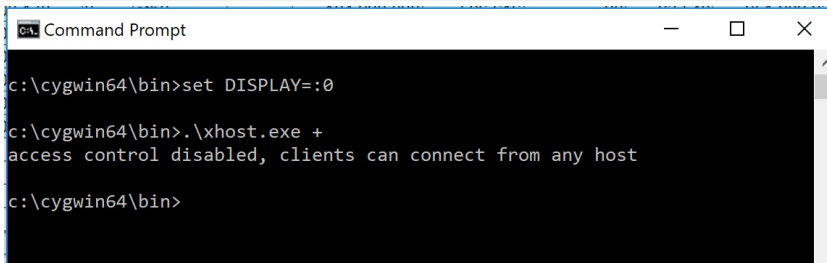 Command Prompt
c:\cygwin64\bin>set DISPLAY=:0
c:\cygwin64\bin>.\xhost.exe +
access control disabled, clients can connect from any host
c:\cygwin64\bin>